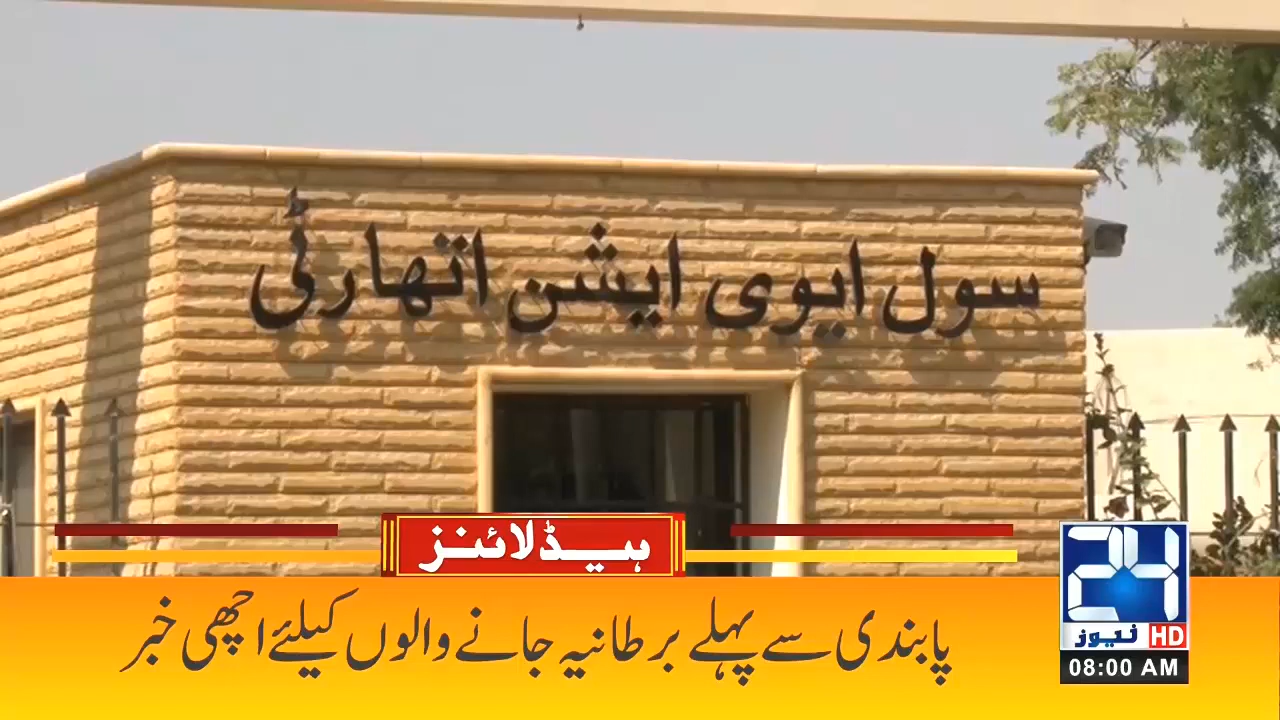 سول ایوی ایشن اتھارٹی
ہیڈلائنز
پابندی سے پہلے برطانیہ جانے والوں کیلئے اچھی خبر
24
نیوز HD
08:00 AM